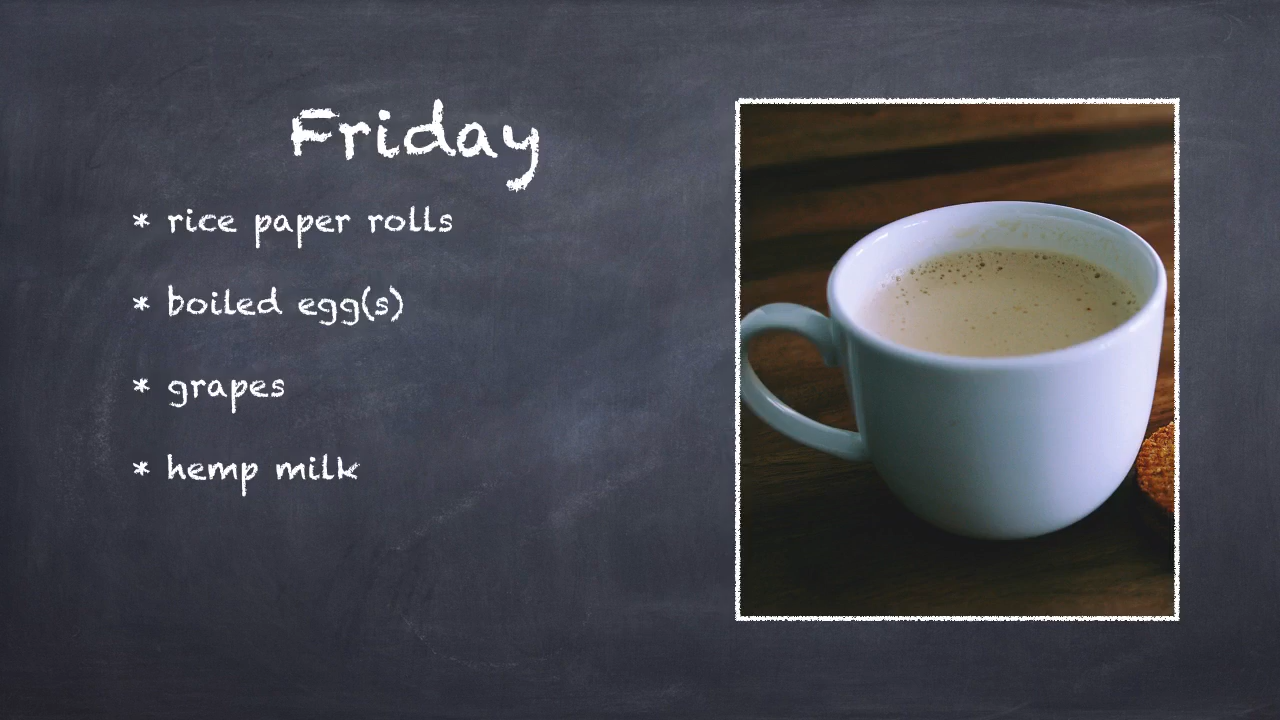 Friday
* rice paper rolls
* boiled egg(s)
* grapes
* hemp milk